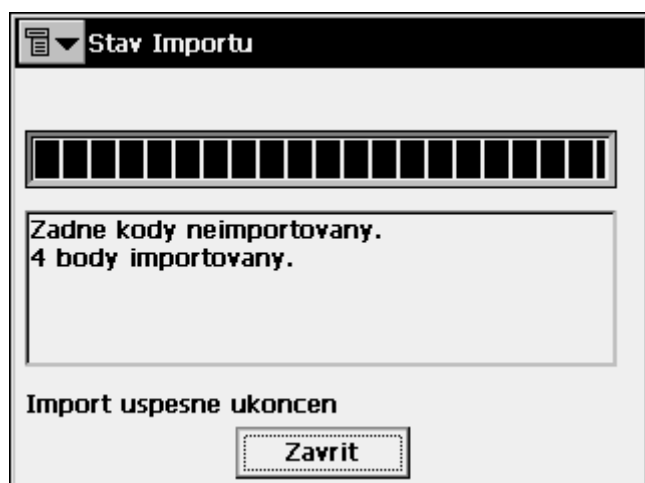 Stav Importu
Zadne kody neimportovany.
4 body importovany.
Import uspesne ukoncen
Zavrit